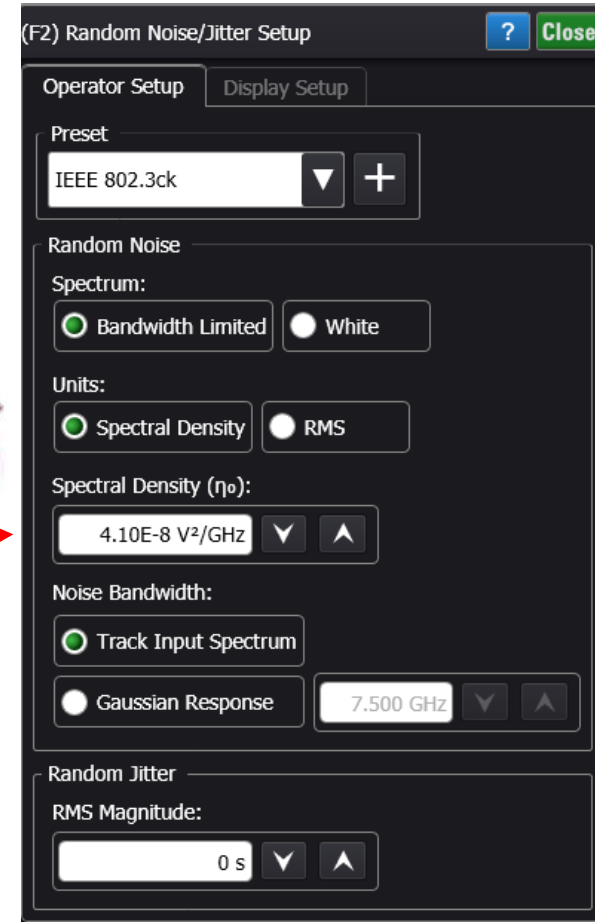 (F2) Random Noise/Jitter Setup ? Close
Operator Setup Display Setup
Preset
IEEE 802.3ck
Random Noise
Spectrum:
Bandwidth Limited White
Units:
Spectral Density RMS
Spectral Density (η₀):
4.10E-8 V²/GHz
Noise Bandwidth:
Track Input Spectrum
Gaussian Response 7.500 GHz
Random Jitter
RMS Magnitude:
0 s